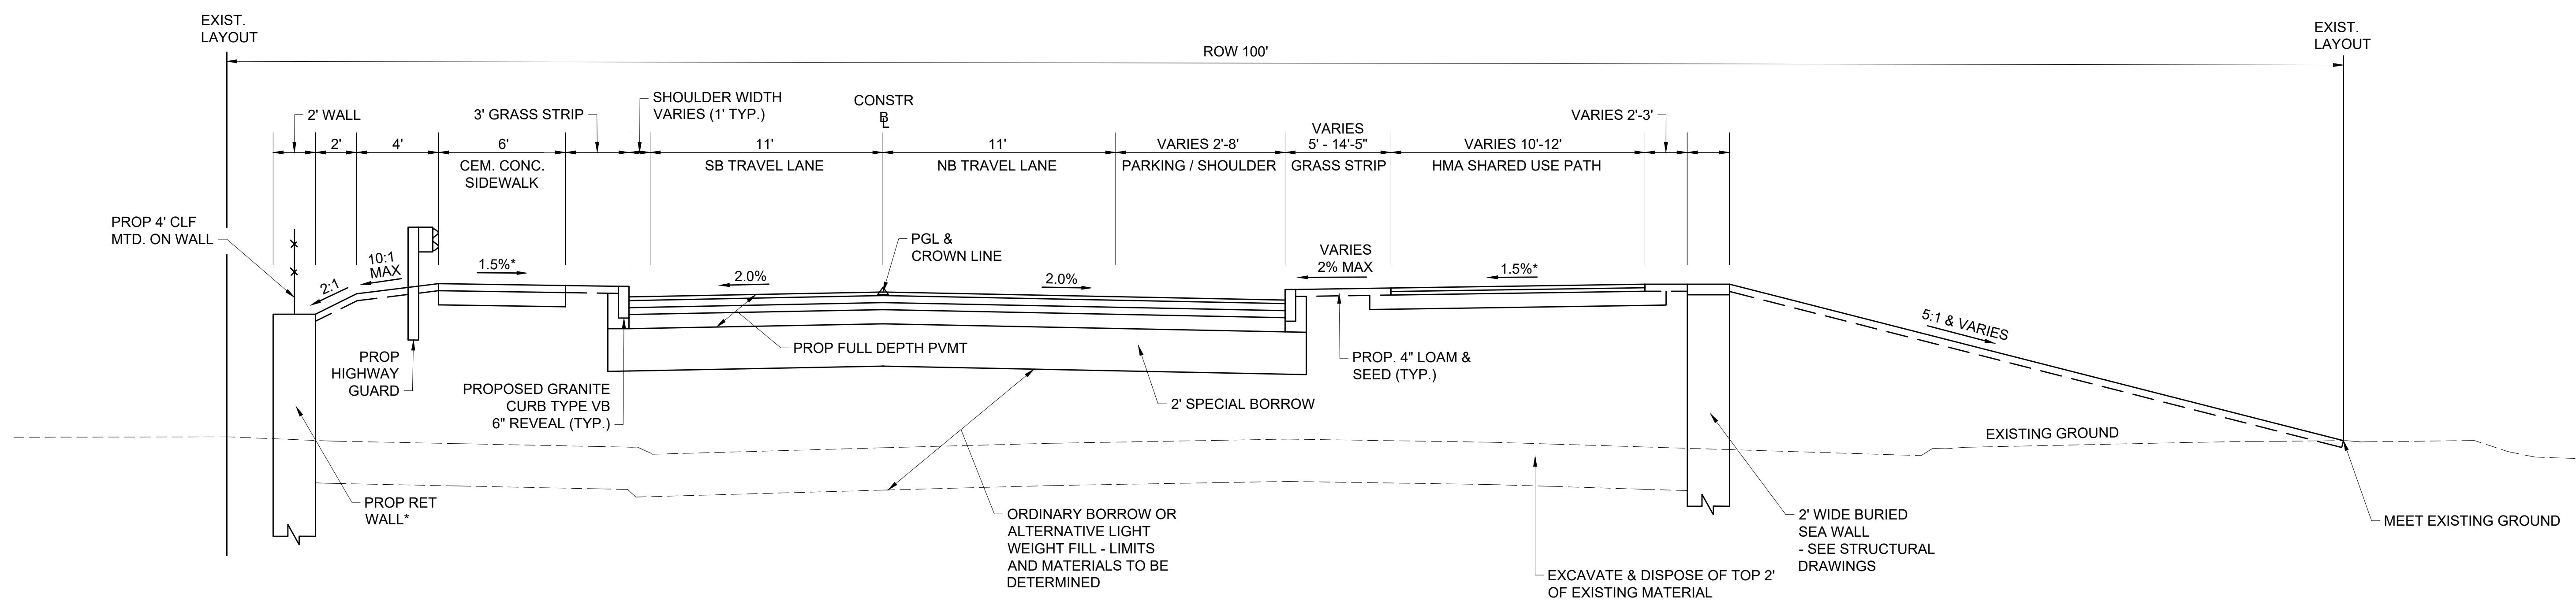 EXIST.
LAYOUT
EXIST.
LAYOUT
ROW 100'
2' WALL
3' GRASS STRIP
SHOULDER WIDTH
VARIES (1' TYP.)
CONSTR
BL
VARIES 2'-3'
2'
4'
6'
CEM. CONC.
SIDEWALK
11'
SB TRAVEL LANE
11'
NB TRAVEL LANE
VARIES 2'-8'
PARKING / SHOULDER
VARIES
5' - 14'-5"
GRASS STRIP
VARIES 10'-12'
HMA SHARED USE PATH
PROP 4' CLF
MTD. ON WALL
2:1
10:1
MAX
1.5%*
2.0%
PGL &
CROWN LINE
2.0%
VARIES
2% MAX
1.5%*
5:1 & VARIES
PROP
HIGHWAY
GUARD
PROPOSED GRANITE
CURB TYPE VB
6" REVEAL (TYP.)
PROP FULL DEPTH PVMT
2' SPECIAL BORROW
PROP. 4" LOAM &
SEED (TYP.)
EXISTING GROUND
PROP RET
WALL*
ORDINARY BORROW OR
ALTERNATIVE LIGHT
WEIGHT FILL - LIMITS
AND MATERIALS TO BE
DETERMINED
EXCAVATE & DISPOSE OF TOP 2'
OF EXISTING MATERIAL
2' WIDE BURIED
SEA WALL
- SEE STRUCTURAL
DRAWINGS
MEET EXISTING GROUND